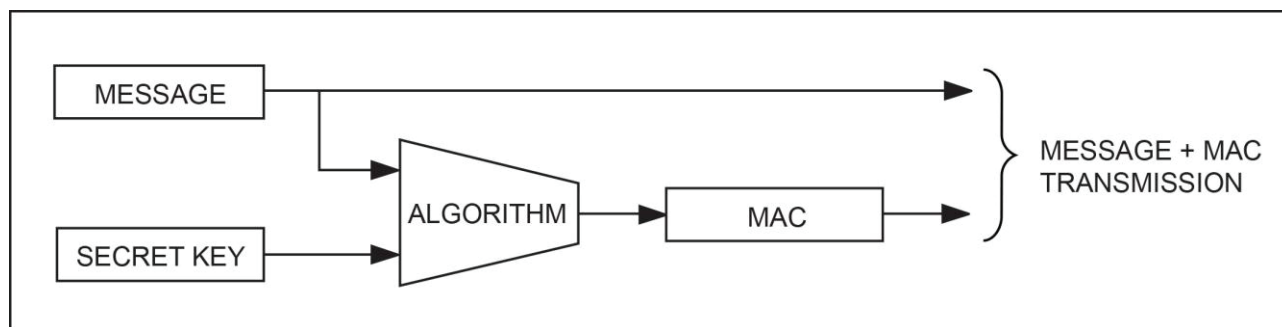 MESSAGE
MESSAGE + MAC
TRANSMISSION
ALGORITHM
MAC
SECRET KEY